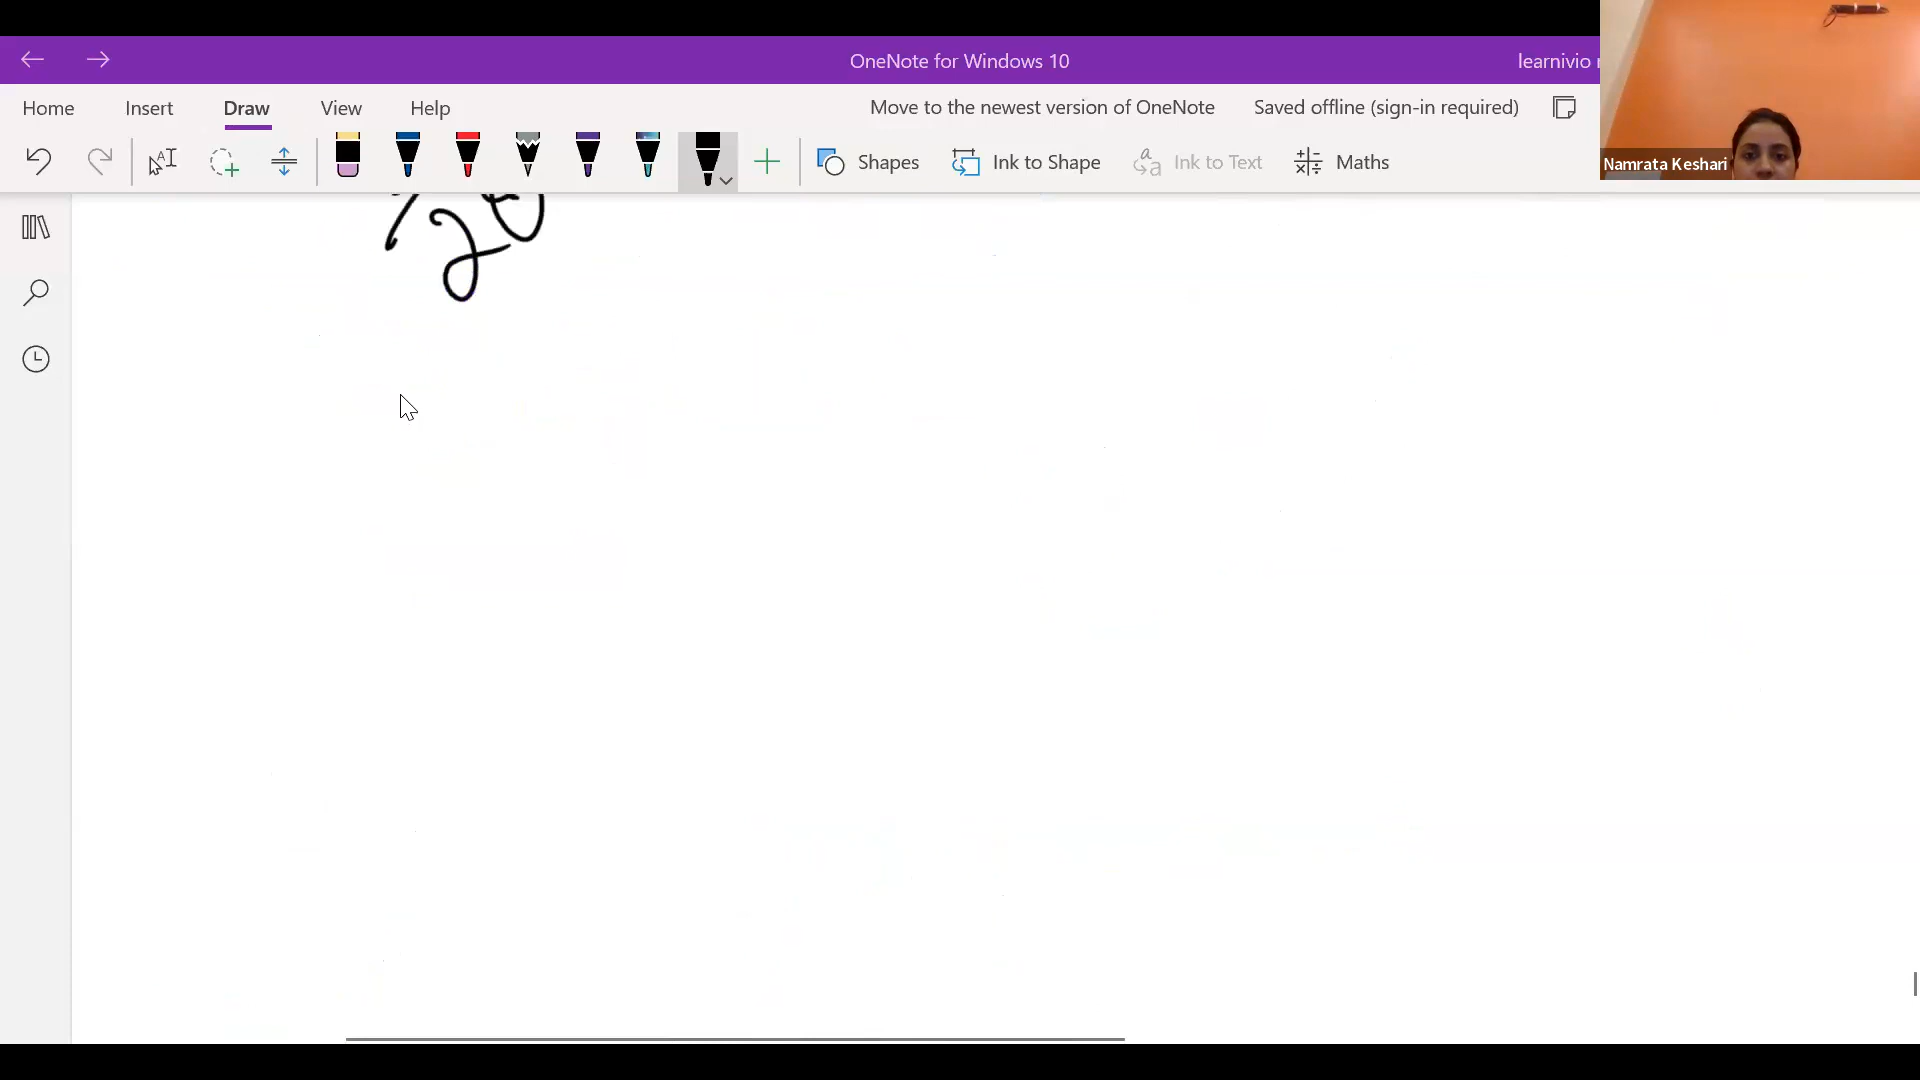 OneNote for Windows 10
learnivio
Home Insert Draw View Help
Move to the newest version of OneNote Saved offline (sign-in required)
Shapes Ink to Shape Ink to Text Maths
Namrata Keshari